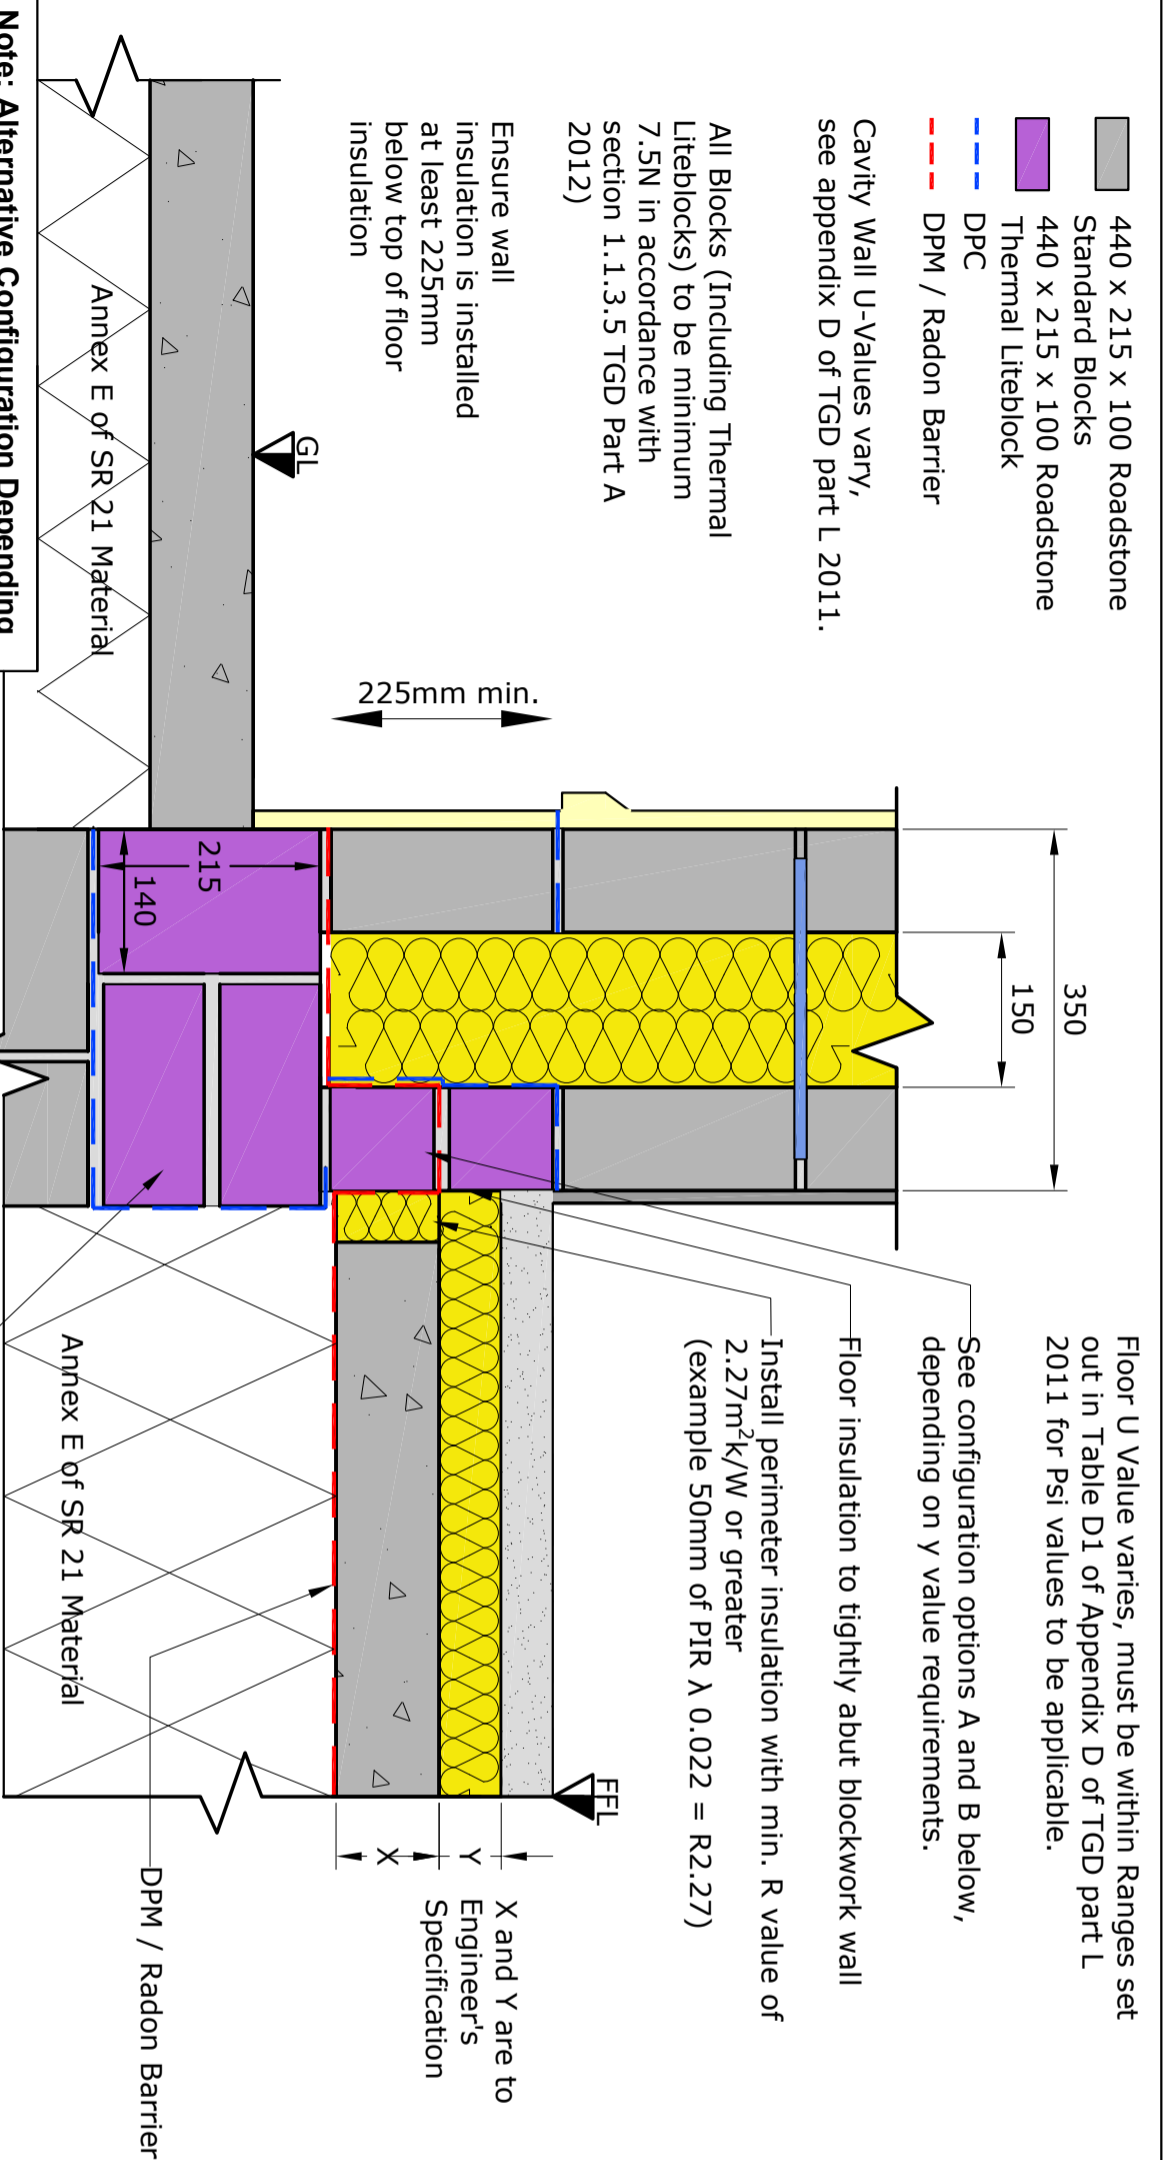 440 x 215 x 100 Roadstone
Standard Blocks
440 x 215 x 100 Roadstone
Thermal Liteblock
DPC
DPM / Radon Barrier
Cavity Wall U-Values vary,
see appendix D of TGD part L 2011.
All Blocks (Including Thermal
Liteblocks) to be minimum
7.5N in accordance with
section 1.1.3.5 TGD Part A
2012)
Ensure wall
insulation is installed
at least 225mm
below top of floor
insulation
GL
Annex E of SR 21 Material
Note: Alternative Configuration Depending
225mm min.
350
150
215
140
Floor U Value varies, must be within Ranges set
out in Table D1 of Appendix D of TGD part L
2011 for Psi values to be applicable.
See configuration options A and B below,
depending on y value requirements.
Floor insulation to tightly abut blockwork wall
Install perimeter insulation with min. R value of
2.27m²k/W or greater
(example 50mm of PIR λ 0.022 = R2.27)
FFL
X
Y
X and Y are to
Engineer's
Specification
Annex E of SR 21 Material
DPM / Radon Barrier